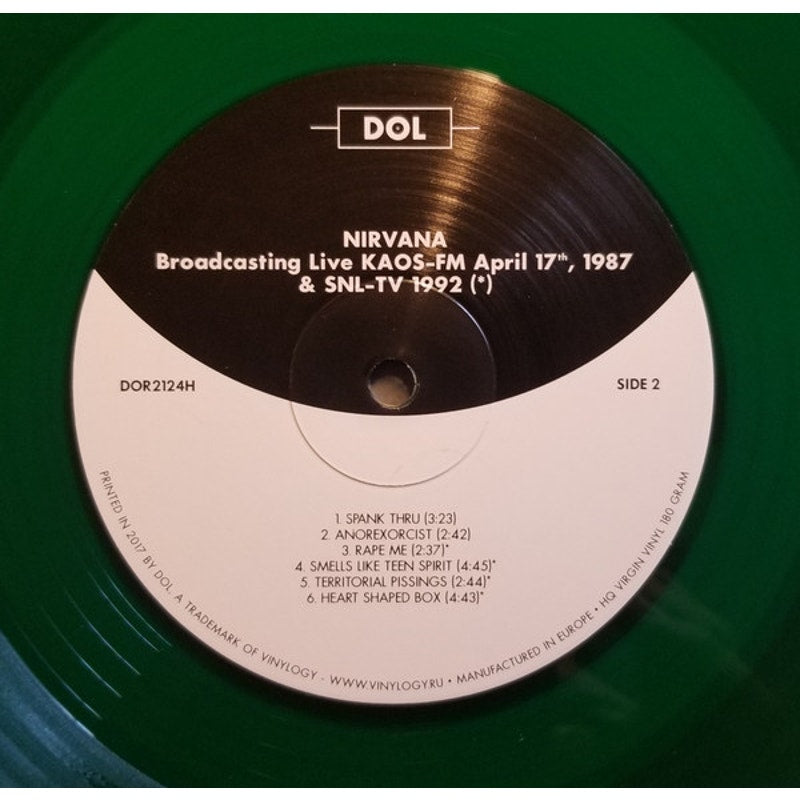 DOL
NIRVANA
Broadcasting Live KAOS-FM April 17th, 1987
& SNL-TV 1992 (*)
DOR2124H
SIDE 2
1. SPANK THRU (3:23)
2. ANOREXORCIST (2:42)
3. RAPE ME (2:37)*
4. SMELLS LIKE TEEN SPIRIT (4:45)*
5. TERRITORIAL PISSINGS (2:44)*
6. HEART SHAPED BOX (4:43)*
PRINTED IN 2017 BY DOL. A TRADEMARK OF VINYLOGY - WWW.VINYLOGY.RU • MANUFACTURED IN EUROPE • HQ VIRGIN VINYL 180 GRAM